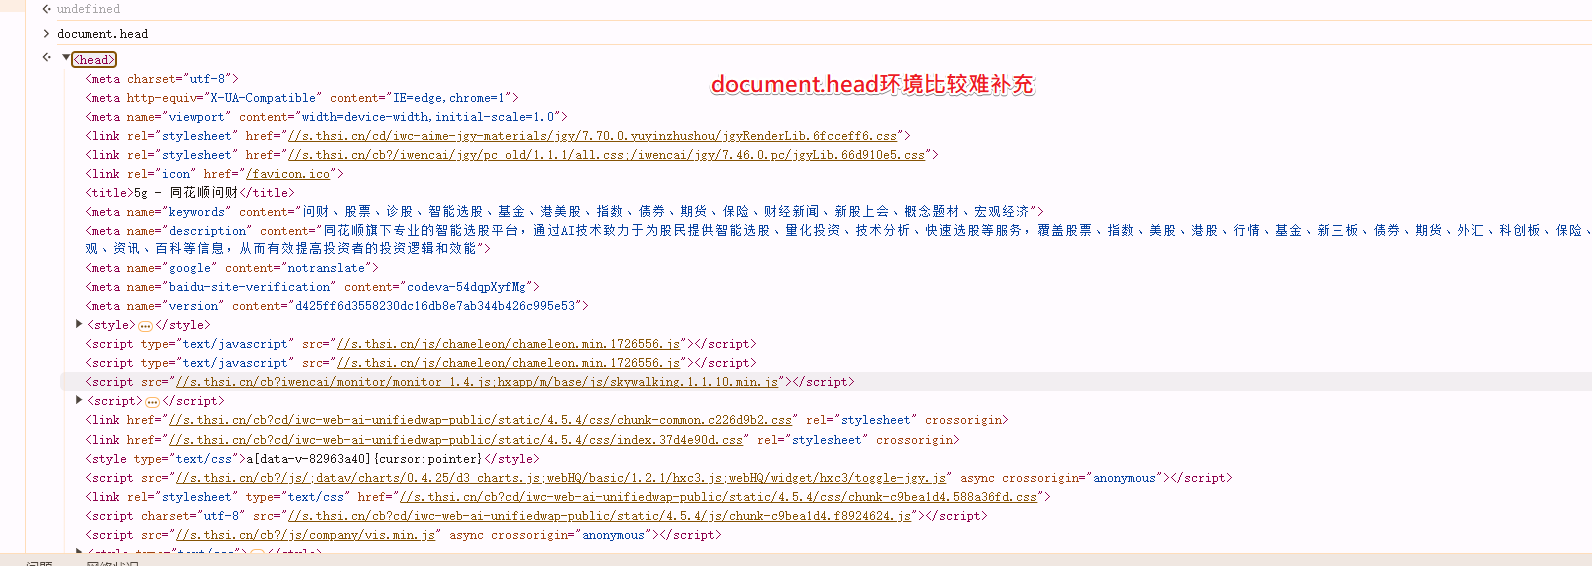 undefined
document.head
<head>
document.head环境比较难补充
<meta charset="utf-8">
<meta http-equiv="X-UA-Compatible" content="IE=edge,chrome=1">
<meta name="viewport" content="width=device-width,initial-scale=1.0">
<link rel="stylesheet" href="//s.thsi.cn/cd/iwc-aime-jgy-materials/jgy/7.70.0.yuyinzhushou/jgyRenderLib.6fcceff6.css">
<link rel="stylesheet" href="//s.thsi.cn/cb?/iwencai/jgy/pc_old/1.1.1/all.css;/iwencai/jgy/7.46.0.pc/jgyLib.66d910e5.css">
<link rel="icon" href="/favicon.ico">
<title>5g - 同花顺问财</title>
<meta name="keywords" content="问财、股票、诊股、智能选股、基金、港美股、指数、债券、期货、保险、财经新闻、新股上会、概念题材、宏观经济">
<meta name="description" content="同花顺旗下专业的智能选股平台，通过AI技术致力于为股民提供智能选股、量化投资、技术分析、快速选股等服务，覆盖股票、指数、美股、港股、行情、基金、新三板、债券、期货、外汇、科创板、保险、
观、资讯、百科等信息，从而有效提高投资者的投资逻辑和效能">
<meta name="google" content="notranslate">
<meta name="baidu-site-verification" content="codeva-54dqpXyfMg">
<meta name="version" content="d425ff6d3558230dc16db8e7ab344b426c995e53">
<style>…</style>
<script type="text/javascript" src="//s.thsi.cn/js/chameleon/chameleon.min.1726556.js"></script>
<script type="text/javascript" src="//s.thsi.cn/js/chameleon/chameleon.min.1726556.js"></script>
<script src="//s.thsi.cn/cb?iwencai/monitor/monitor_1.4.js;hxapp/m/base/js/skywalking.1.1.10.min.js"></script>
<script>…</script>
<link href="//s.thsi.cn/cb?cd/iwc-web-ai-unifiedwap-public/static/4.5.4/css/chunk-common.c226d9b2.css" rel="stylesheet" crossorigin>
<link href="//s.thsi.cn/cb?cd/iwc-web-ai-unifiedwap-public/static/4.5.4/css/index.37d4e90d.css" rel="stylesheet" crossorigin>
<style type="text/css">a[data-v-82963a40]{cursor:pointer}</style>
<script src="//s.thsi.cn/cb?/js/;datav/charts/0.4.25/d3_charts.js;webHQ/basic/1.2.1/hxc3.js;webHQ/widget/hxc3/toggle-jgy.js" async crossorigin="anonymous"></script>
<link rel="stylesheet" type="text/css" href="//s.thsi.cn/cb?cd/iwc-web-ai-unifiedwap-public/static/4.5.4/css/chunk-c9bea1d4.588a36fd.css">
<script charset="utf-8" src="//s.thsi.cn/cb?cd/iwc-web-ai-unifiedwap-public/static/4.5.4/js/chunk-c9bea1d4.f8924624.js"></script>
<script src="//s.thsi.cn/cb?/js/company/vis.min.js" async crossorigin="anonymous"></script>
<style type="text/css">…</style>